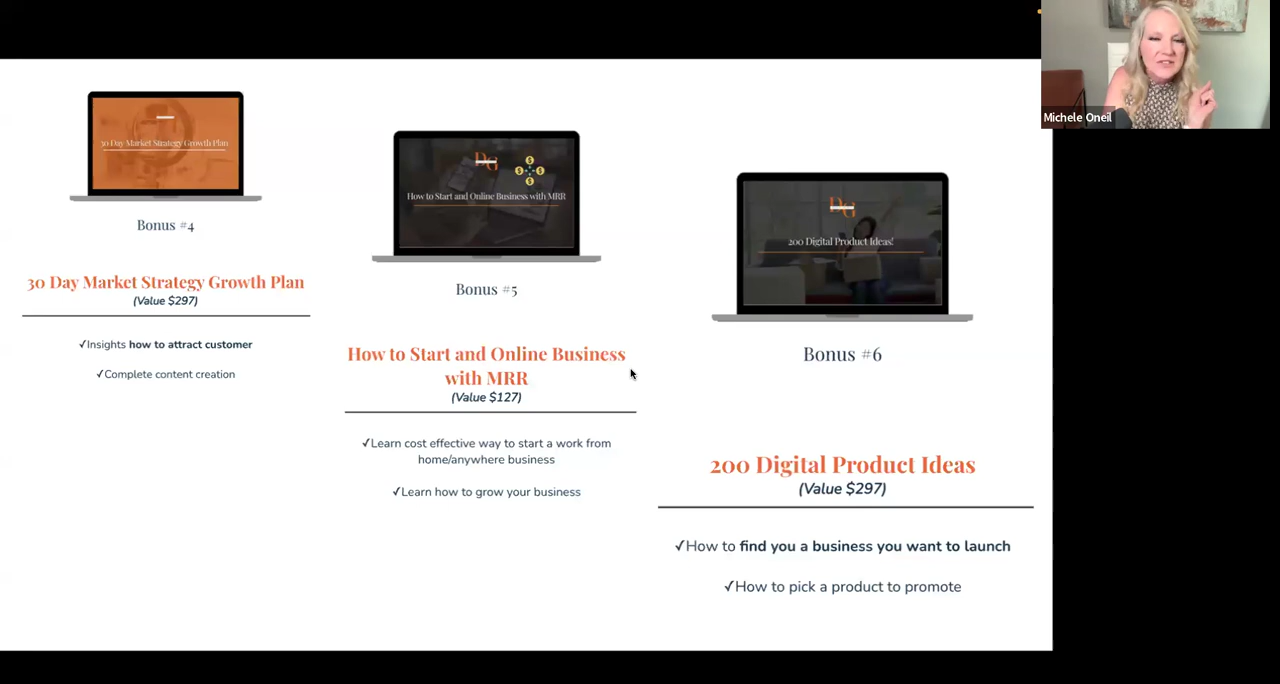 Michele Oneil
30 Day Market Strategy Growth Plan
Bonus #4
30 Day Market Strategy Growth Plan
(Value $297)
✓Insights how to attract customer
✓Complete content creation
DG
$
$ $
$
How to Start and Online Business with MRR
Bonus #5
How to Start and Online Business
with MRR
(Value $127)
✓Learn cost effective way to start a work from
home/anywhere business
✓Learn how to grow your business
DG
200 Digital Product Ideas!
Bonus #6
200 Digital Product Ideas
(Value $297)
✓How to find you a business you want to launch
✓How to pick a product to promote